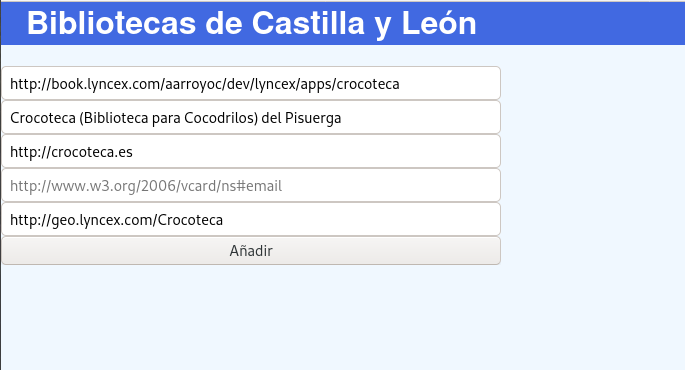 Bibliotecas de Castilla y León
http://book.lyncex.com/aarroyoc/dev/lyncex/apps/crocoteca
Crocoteca (Biblioteca para Cocodrilos) del Pisuerga
http://crocoteca.es
http://www.w3.org/2006/vcard/ns#email
http://geo.lyncex.com/Crocoteca
Añadir